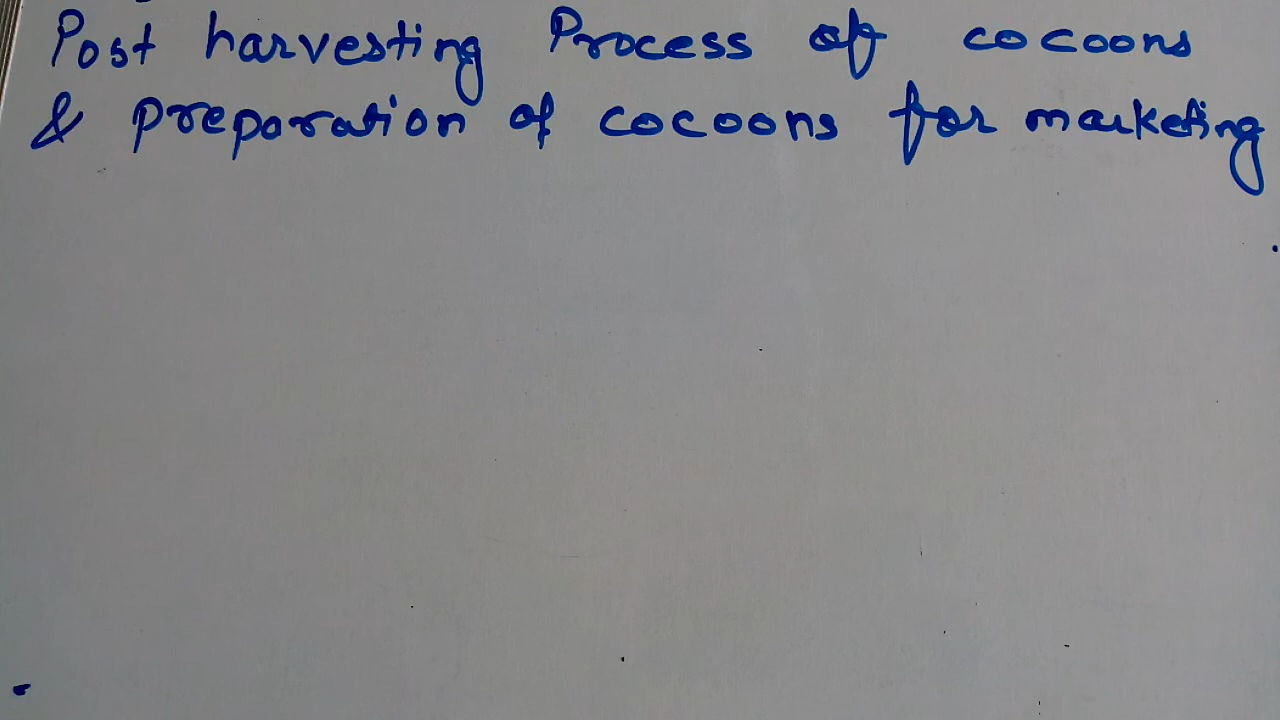 Post harvesting Process of cocoons
& preparation of cocoons for marketing